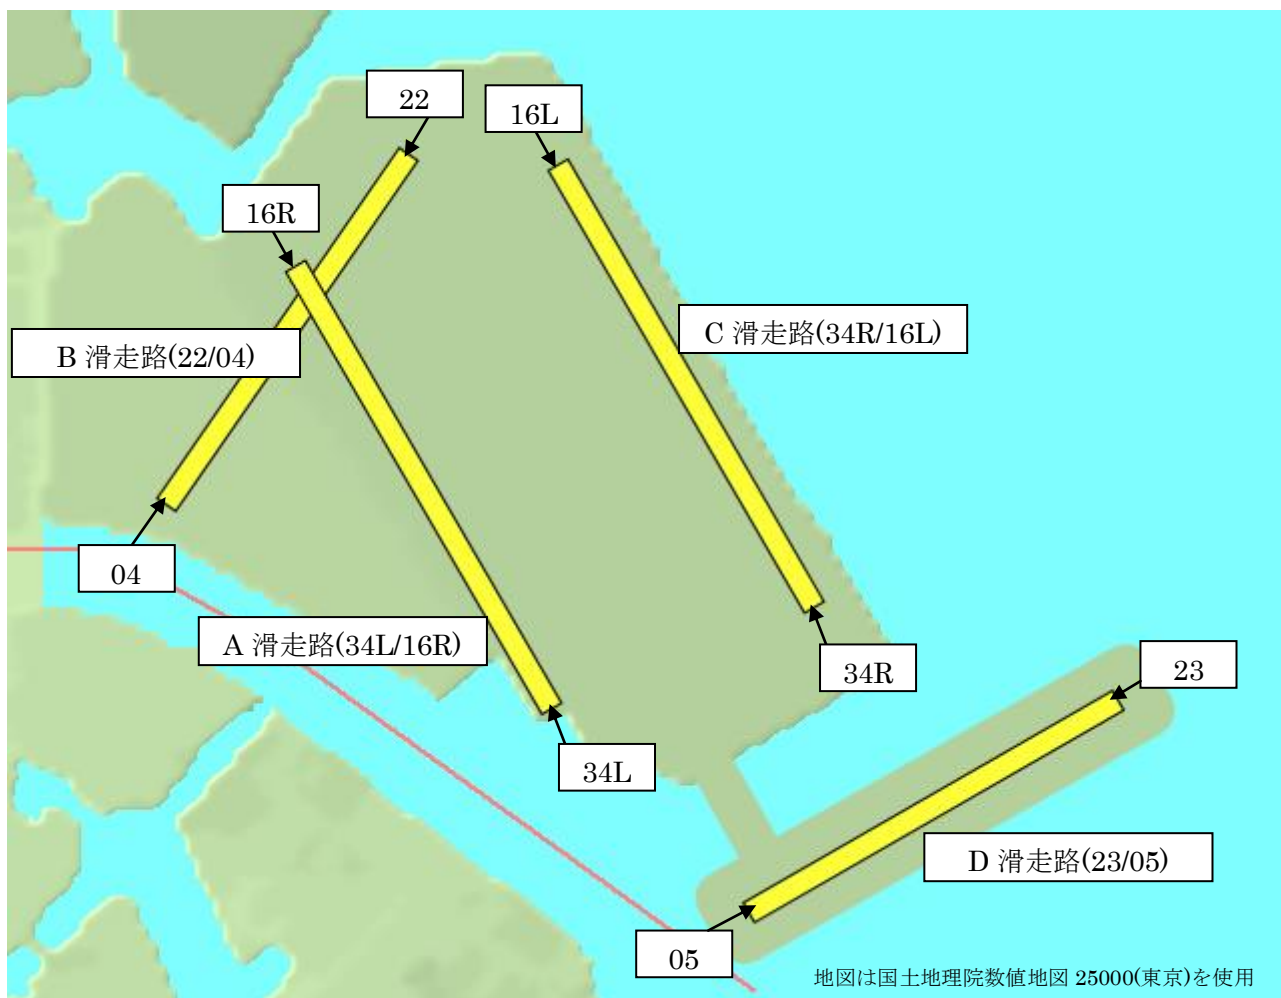 22
16L
16R
C 滑走路(34R/16L)
B 滑走路(22/04)
04
A 滑走路(34L/16R)
34R
23
34L
D 滑走路(23/05)
05
地図は国土地理院数値地図 25000(東京)を使用